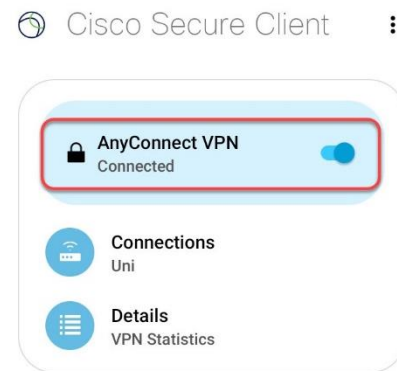 Cisco Secure Client
AnyConnect VPN
Connected
Connections
Uni
Details
VPN Statistics